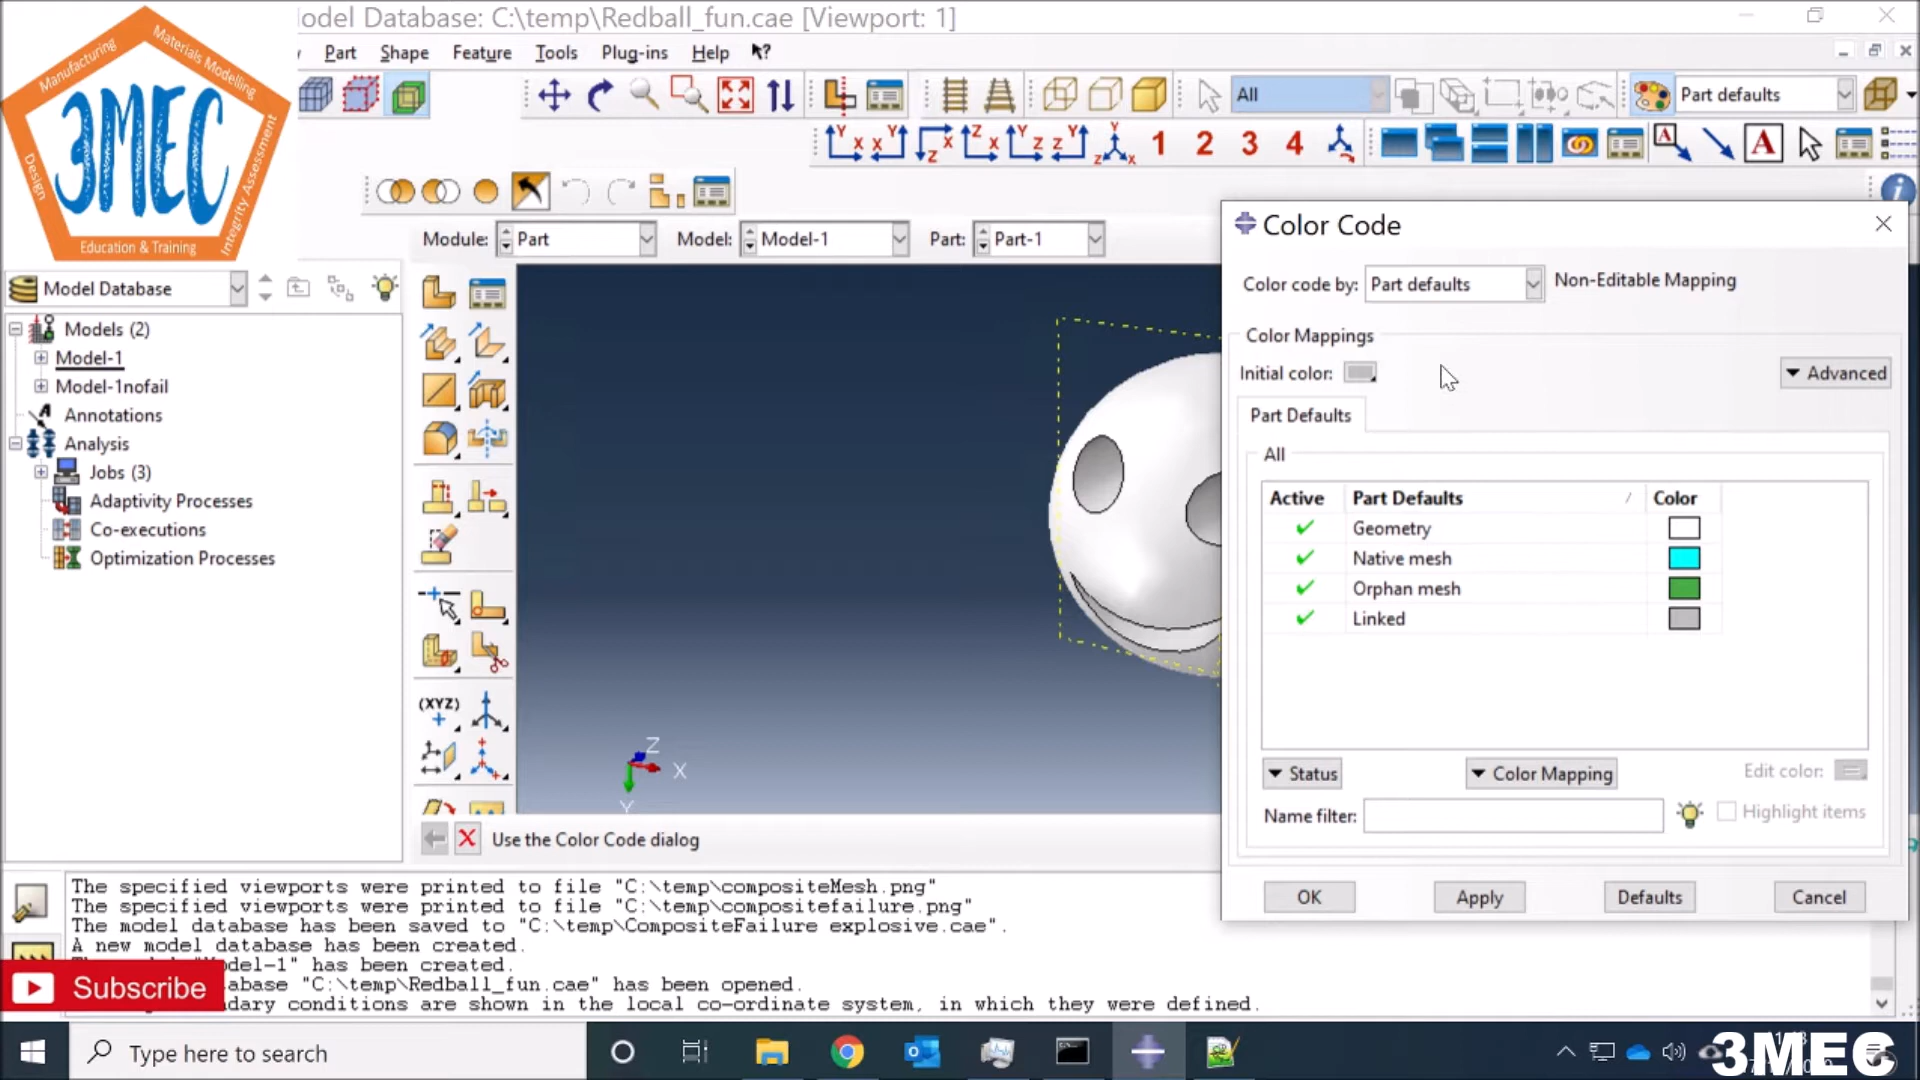 Model Database: C:\temp\Redball_fun.cae [Viewport: 1]
Part Shape Feature Tools Plug-ins Help
All
Part defaults
1 2 3 4
Manufacturing
Materials Modelling
3MEC
Design
Integrity Assessment
Education & Training
Module: Part Model: Model-1 Part: Part-1
Model Database
Models (2)
Model-1
Model-1nofail
Annotations
Analysis
Jobs (3)
Adaptivity Processes
Co-executions
Optimization Processes
(XYZ)
Z
X
Y
Color Code
Color code by: Part defaults Non-Editable Mapping
Color Mappings
Initial color:
Advanced
Part Defaults
All
Active Part Defaults Color
Geometry
Native mesh
Orphan mesh
Linked
Status
Color Mapping
Edit color:
Name filter:
Highlight items
OK Apply Defaults Cancel
Use the Color Code dialog
The specified viewports were printed to file "C:\temp\compositeMesh.png"
The specified viewports were printed to file "C:\temp\compositefailure.png"
The model database has been saved to "C:\temp\CompositeFailure explosive.cae".
A new model database has been created.
"Model-1" has been created.
"C:\temp\Redball_fun.cae" has been opened.
conditions are shown in the local co-ordinate system, in which they were defined.
Subscribe
Type here to search
3MEC